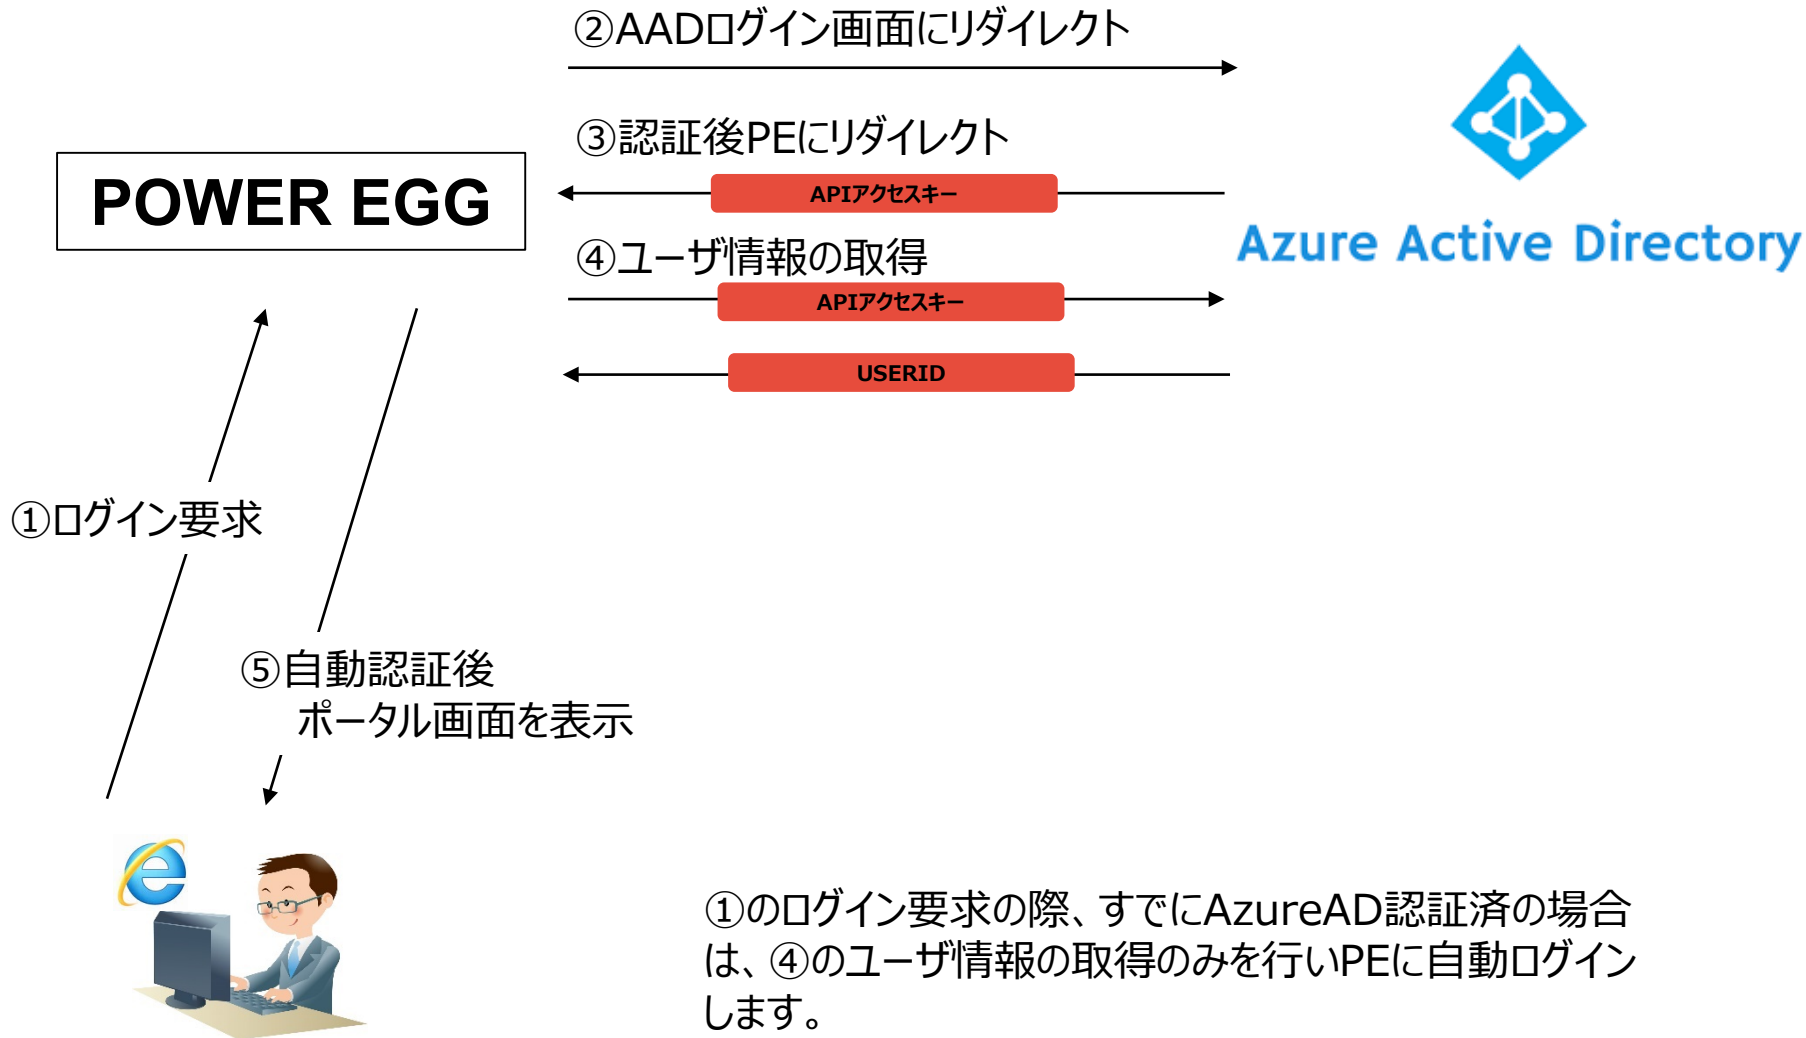 ②AADログイン画面にリダイレクト
③認証後PEにリダイレクト
APIアクセスキー
POWER EGG
④ユーザ情報の取得
APIアクセスキー
Azure Active Directory
USERID
①ログイン要求
⑤自動認証後
ポータル画面を表示
①のログイン要求の際、すでにAzureAD認証済の場合
は、④のユーザ情報の取得のみを行いPEに自動ログイン
します。